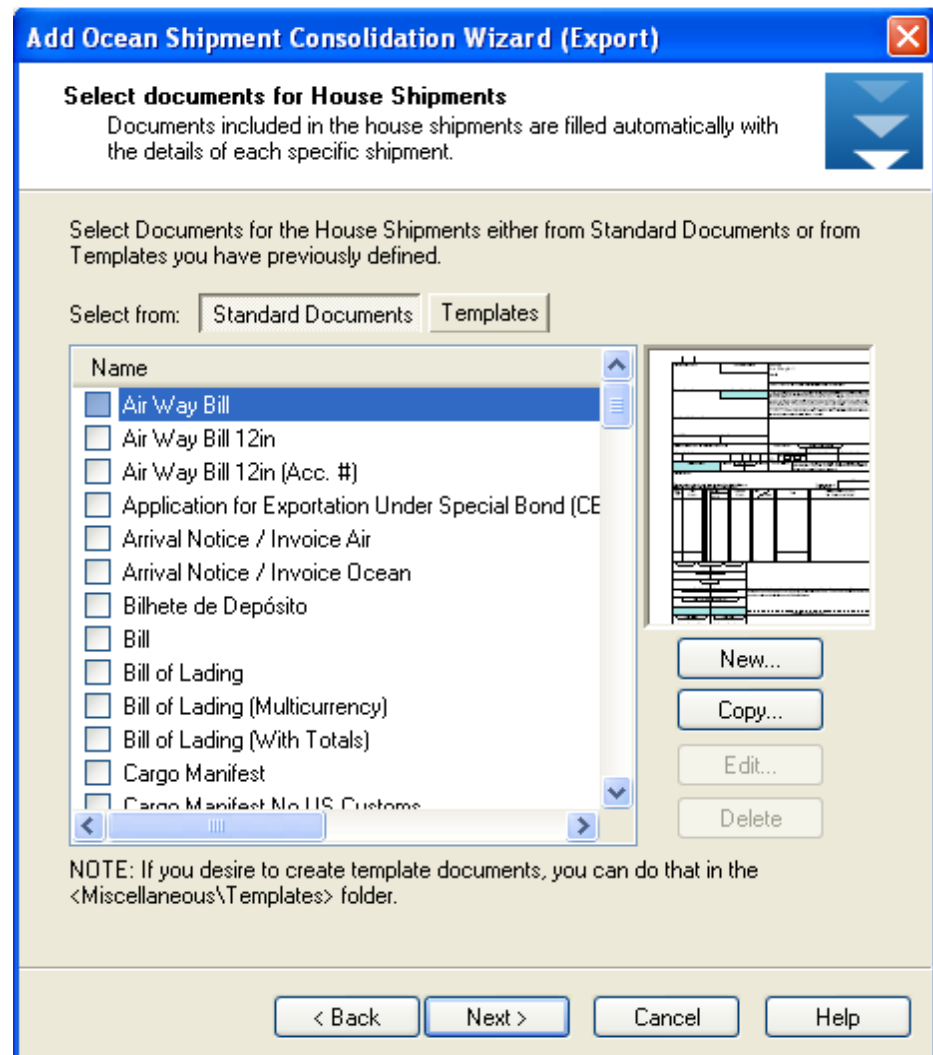 Add Ocean Shipment Consolidation Wizard (Export)
Select documents for House Shipments
Documents included in the house shipments are filled automatically with
the details of each specific shipment.
Select Documents for the House Shipments either from Standard Documents or from
Templates you have previously defined.
Select from: Standard Documents Templates
Name
Air Way Bill
Air Way Bill 12in
Air Way Bill 12in (Acc. #)
Application for Exportation Under Special Bond (CE
Arrival Notice / Invoice Air
Arrival Notice / Invoice Ocean
Bilhete de Depósito
Bill
Bill of Lading
Bill of Lading (Multicurrency)
Bill of Lading (With Totals)
Cargo Manifest
Cargo Manifest No US Customs
New...
Copy...
Edit...
Delete
NOTE: If you desire to create template documents, you can do that in the
<Miscellaneous\Templates> folder.
< Back Next > Cancel Help